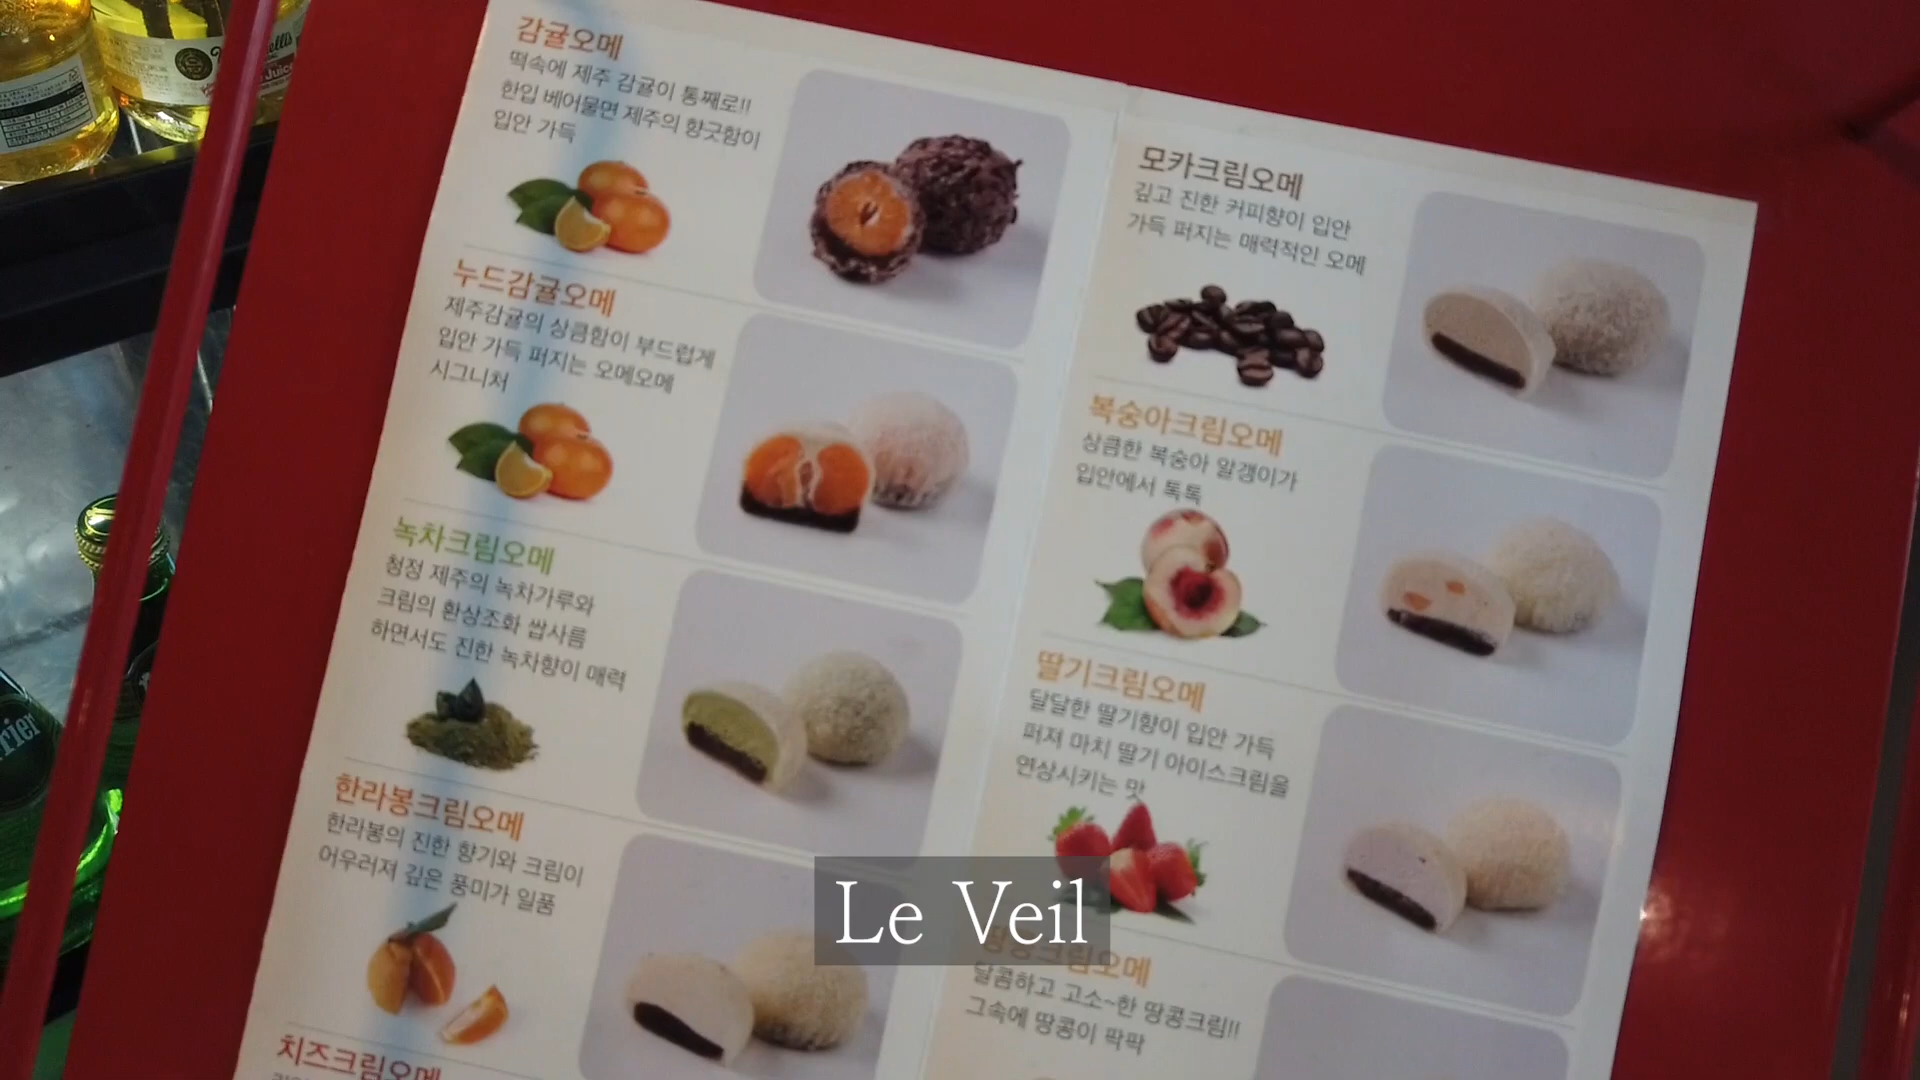 감귤오메
떡속에 제주 감귤이 통째로!!
한입 베어물면 제주의 향긋함이
입안 가득
누드감귤오메
제주감귤의 상큼함이 부드럽게
입안 가득 퍼지는 오메오메
시그니처
녹차크림오메
청정 제주의 녹차가루와
크림의 환상조화 쌉사름
하면서도 진한 녹차향이 매력
한라봉크림오메
한라봉의 진한 향기와 크림이
어우러져 깊은 풍미가 일품
치즈크림오메
모카크림오메
깊고 진한 커피향이 입안
가득 퍼지는 매력적인 오메
복숭아크림오메
상큼한 복숭아 알갱이가
입안에서 톡톡
딸기크림오메
달달한 딸기향이 입안 가득
퍼져 마치 딸기 아이스크림을
연상시키는 맛
땅콩크림오메
달콤하고 고소~한 땅콩크림!!
그속에 땅콩이 팍팍
Le Veil
Juice